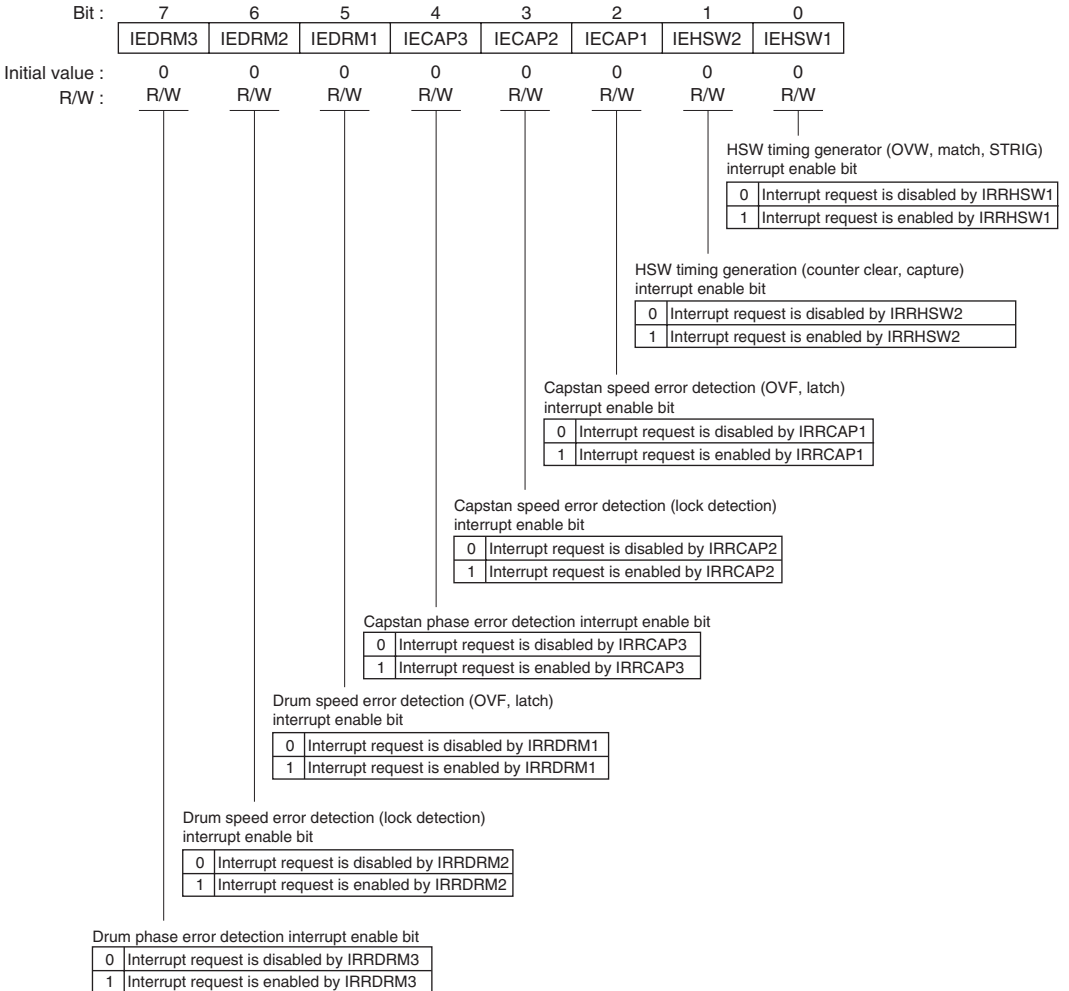 Bit : 7 6 5 4 3 2 1 0
IEDRM3 IEDRM2 IEDRM1 IECAP3 IECAP2 IECAP1 IEHSW2 IEHSW1
Initial value : 0 0 0 0 0 0 0 0
R/W : R/W R/W R/W R/W R/W R/W R/W R/W
HSW timing generator (OVW, match, STRIG)
interrupt enable bit
0 Interrupt request is disabled by IRRHSW1
1 Interrupt request is enabled by IRRHSW1
HSW timing generation (counter clear, capture)
interrupt enable bit
0 Interrupt request is disabled by IRRHSW2
1 Interrupt request is enabled by IRRHSW2
Capstan speed error detection (OVF, latch)
interrupt enable bit
0 Interrupt request is disabled by IRRCAP1
1 Interrupt request is enabled by IRRCAP1
Capstan speed error detection (lock detection)
interrupt enable bit
0 Interrupt request is disabled by IRRCAP2
1 Interrupt request is enabled by IRRCAP2
Capstan phase error detection interrupt enable bit
0 Interrupt request is disabled by IRRCAP3
1 Interrupt request is enabled by IRRCAP3
Drum speed error detection (OVF, latch)
interrupt enable bit
0 Interrupt request is disabled by IRRDRM1
1 Interrupt request is enabled by IRRDRM1
Drum speed error detection (lock detection)
interrupt enable bit
0 Interrupt request is disabled by IRRDRM2
1 Interrupt request is enabled by IRRDRM2
Drum phase error detection interrupt enable bit
0 Interrupt request is disabled by IRRDRM3
1 Interrupt request is enabled by IRRDRM3